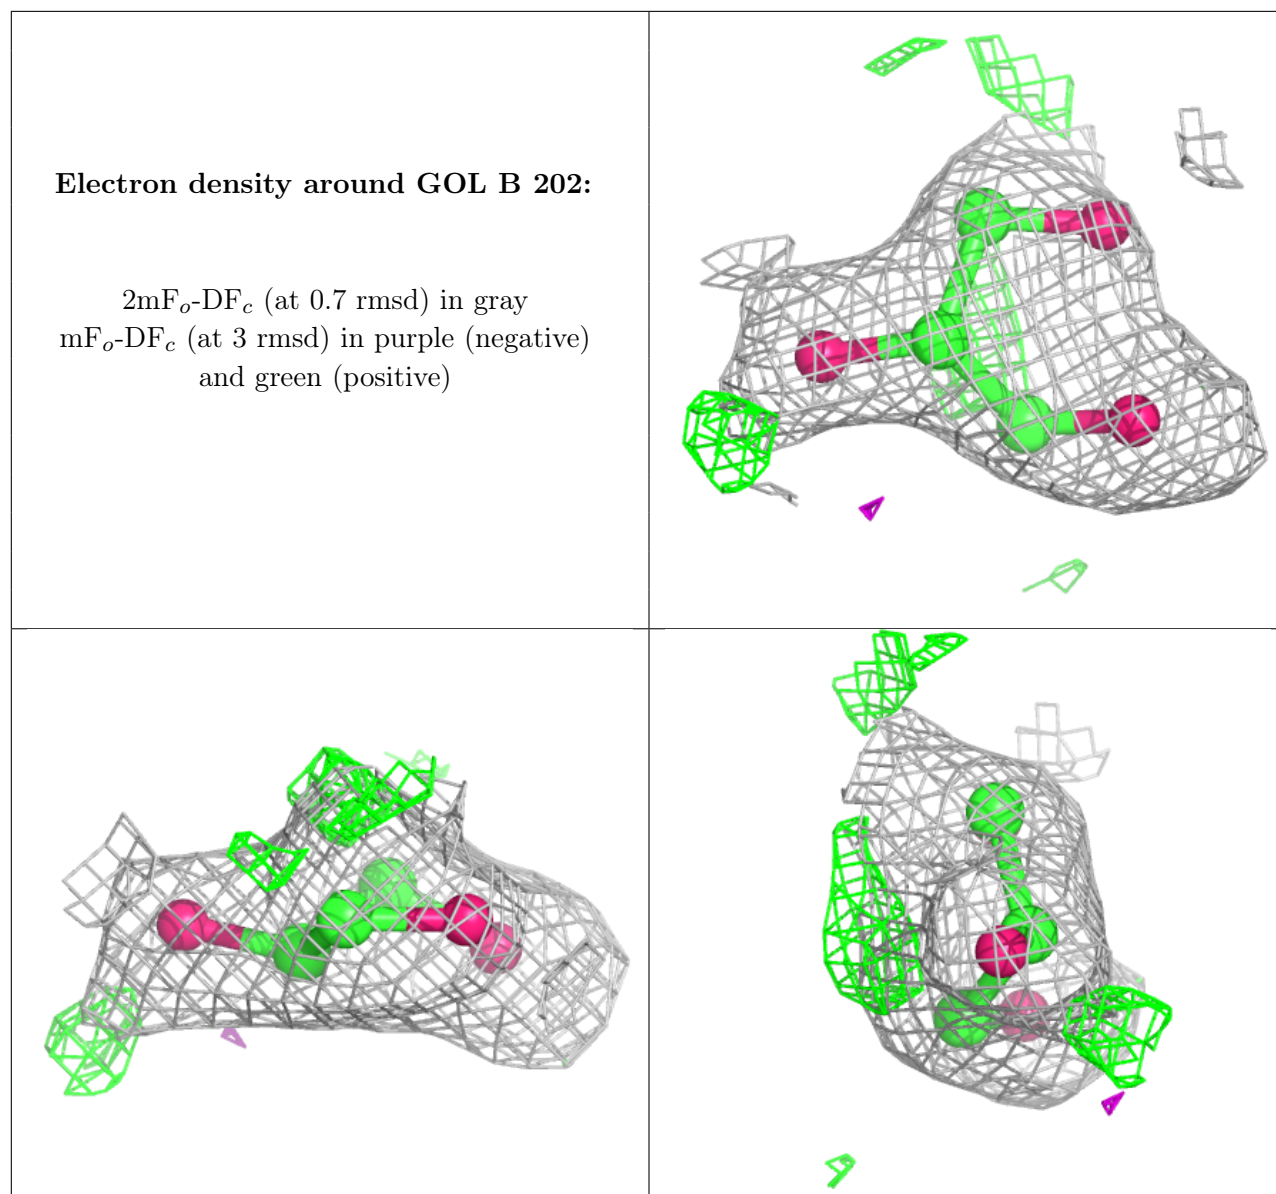 Electron density around GOL B 202:
2mFo-DFc (at 0.7 rmsd) in gray
mFo-DFc (at 3 rmsd) in purple (negative)
and green (positive)